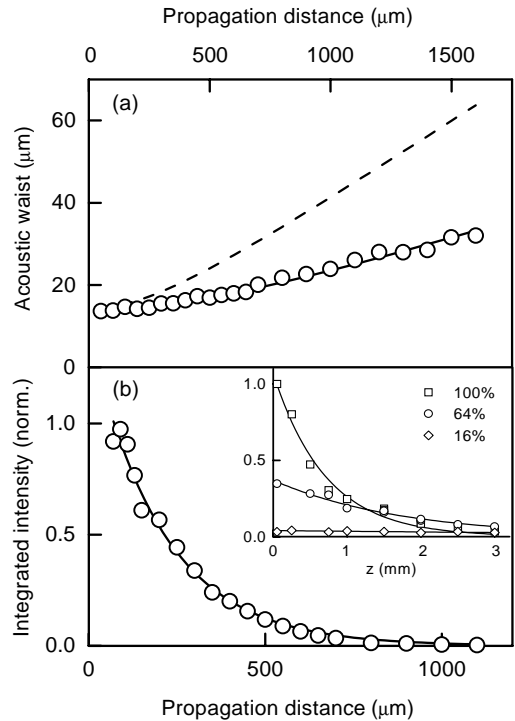 Propagation distance (μm)
0 500 1000 1500
(a)
60
40
20
0
Acoustic waist (μm)
(b)
1.0
0.5
0.0
Integrated intensity (norm.)
1.0
0.5
0.0
□ 100%
○ 64%
◇ 16%
0 1 2 3
z (mm)
0 500 1000
Propagation distance (μm)